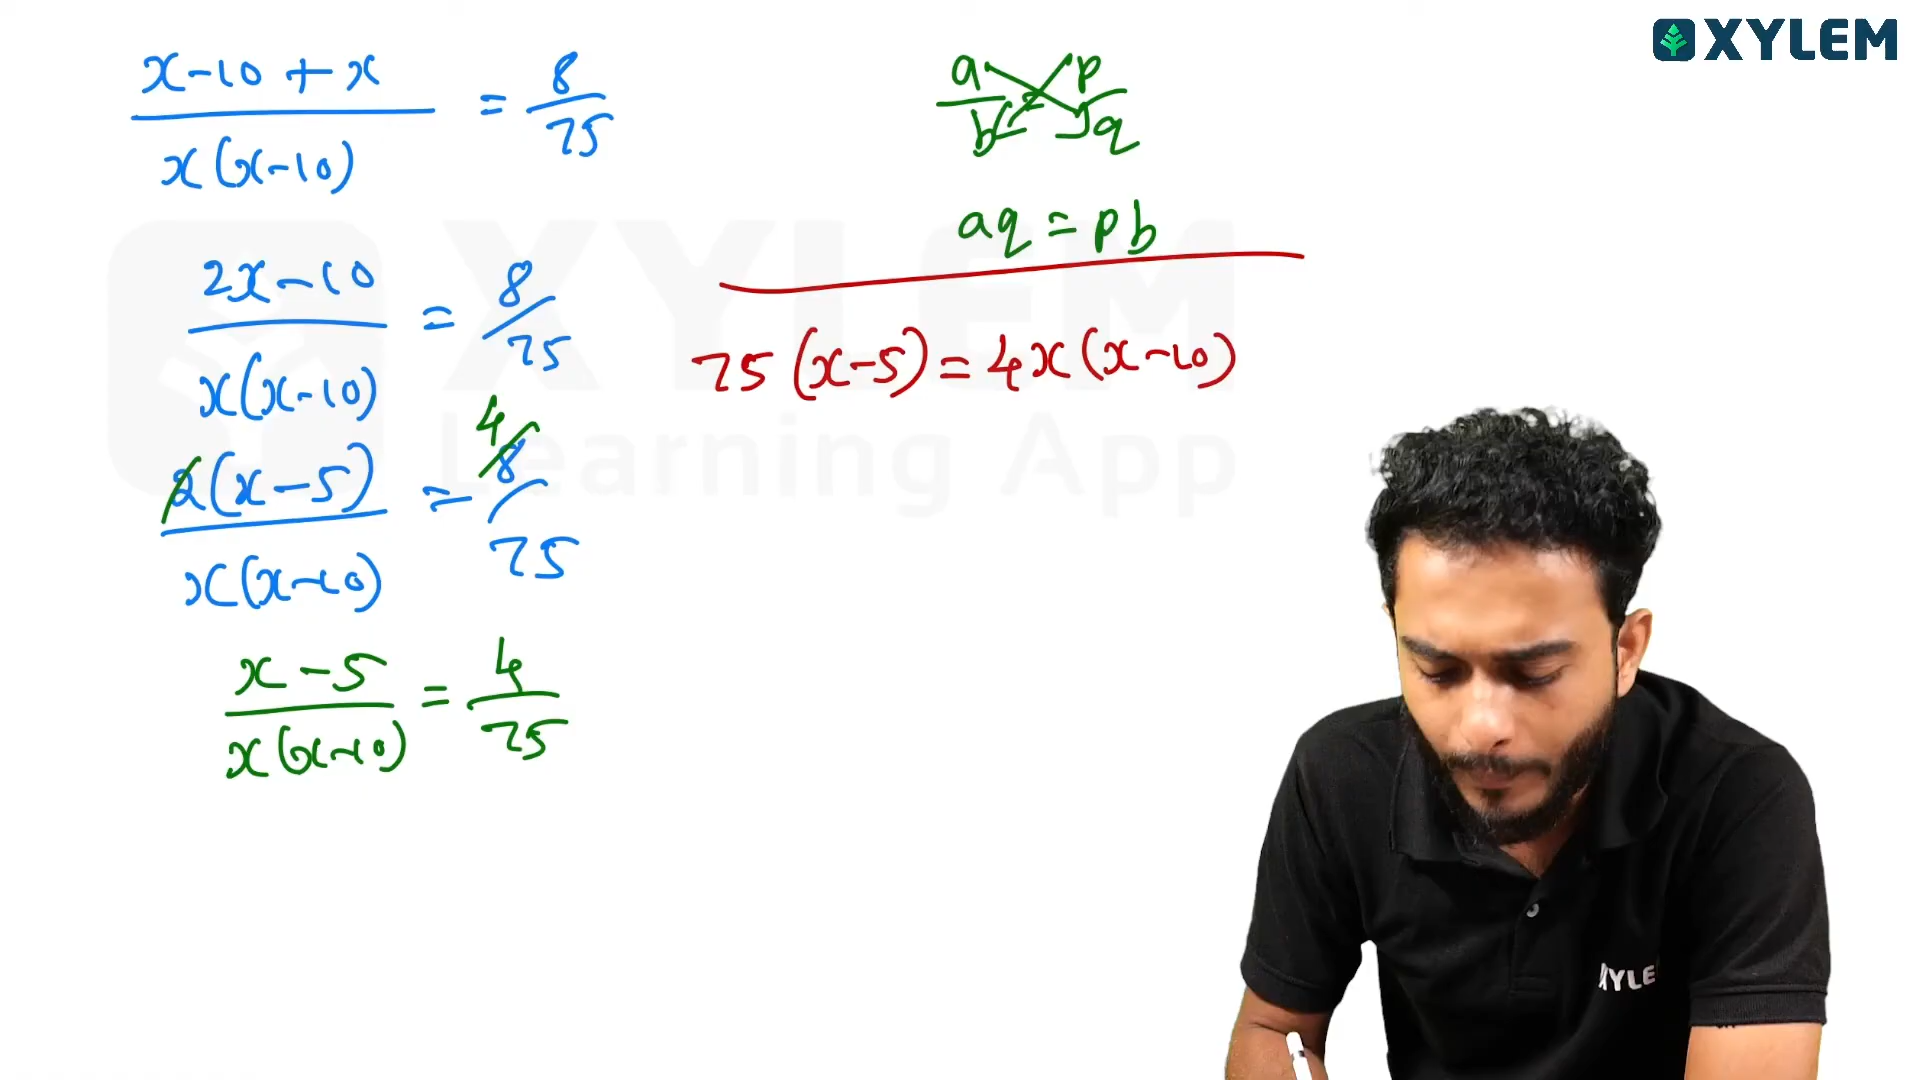 XYLEM
x-10+x / x(x-10) = 8/75
2x-10 / x(x-10) = 8/75
2(x-5) / x(x-10) = 8/75
4
x-5 / x(x-10) = 4/75
a/b = p/q
aq = pb
75(x-5) = 4x(x-10)
XYLEM
Learning App
XYLE